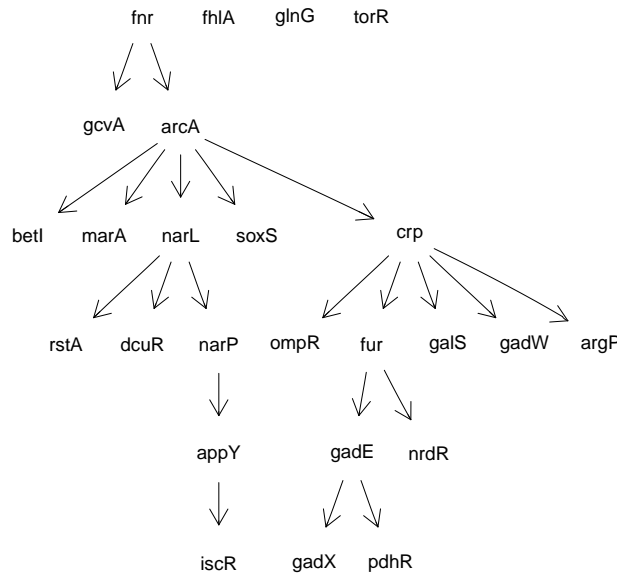 fnr fhlA glnG torR
gcvA arcA
betI marA narL soxS crp
rstA dcuR narP ompR fur galS gadW argP
appY gadE nrdR
iscR gadX pdhR